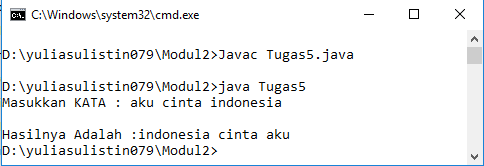 C:\Windows\system32\cmd.exe
D:\yuliasulistin079\Modul2>Javac Tugas5.java
D:\yuliasulistin079\Modul2>java Tugas5
Masukkan KATA : aku cinta indonesia
Hasilnya Adalah :indonesia cinta aku
D:\yuliasulistin079\Modul2>